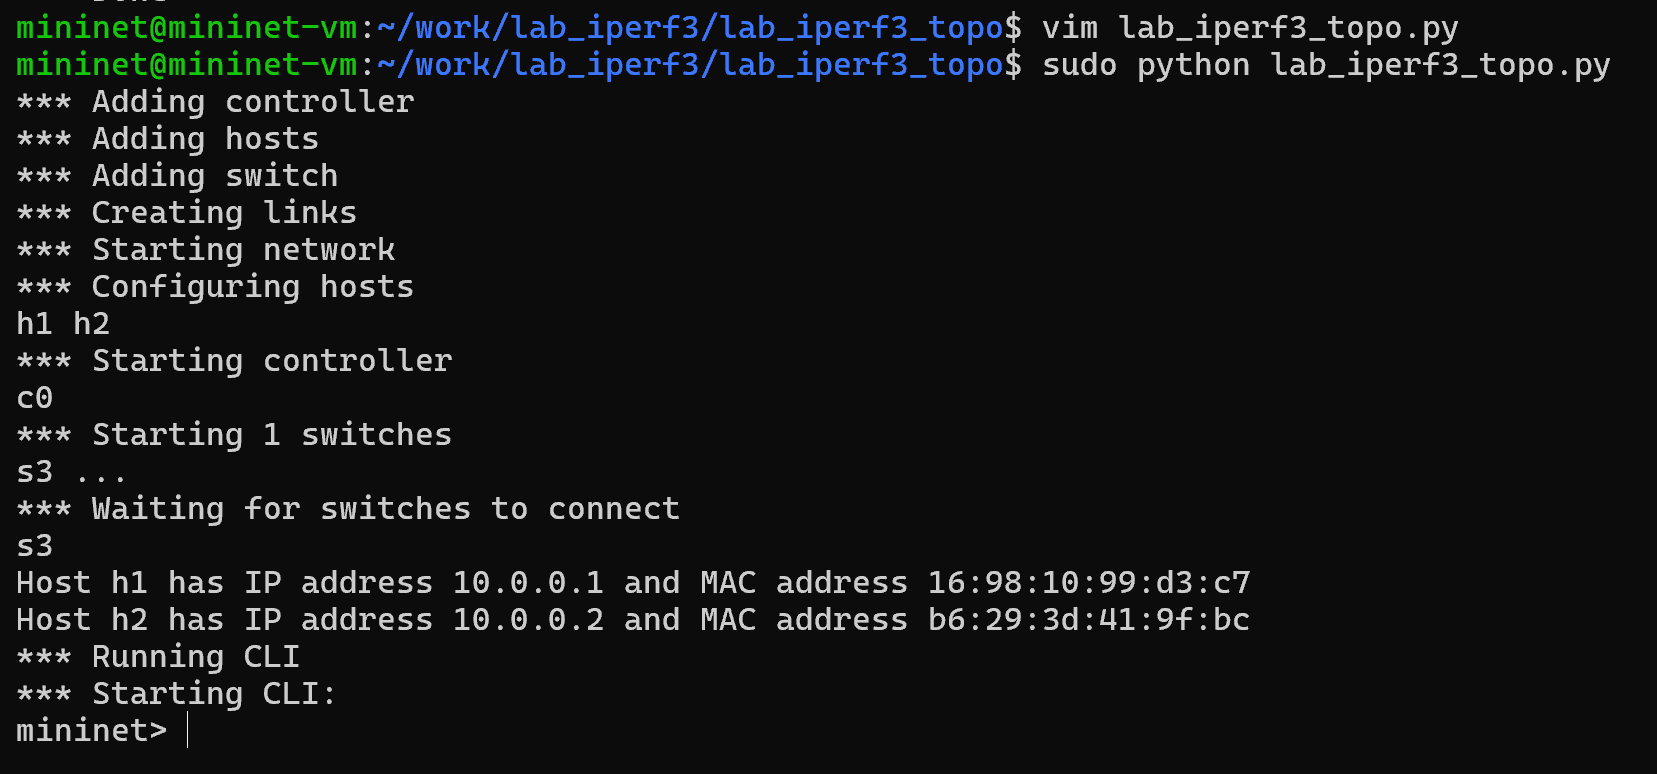 mininet@mininet-vm:~/work/lab_iperf3/lab_iperf3_topo$ vim lab_iperf3_topo.py
mininet@mininet-vm:~/work/lab_iperf3/lab_iperf3_topo$ sudo python lab_iperf3_topo.py
*** Adding controller
*** Adding hosts
*** Adding switch
*** Creating links
*** Starting network
*** Configuring hosts
h1 h2
*** Starting controller
c0
*** Starting 1 switches
s3 ...
*** Waiting for switches to connect
s3
Host h1 has IP address 10.0.0.1 and MAC address 16:98:10:99:d3:c7
Host h2 has IP address 10.0.0.2 and MAC address b6:29:3d:41:9f:bc
*** Running CLI
*** Starting CLI:
mininet>